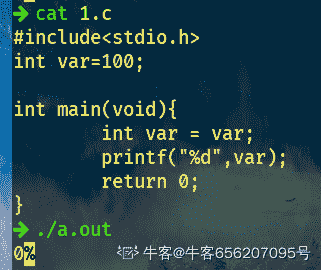 ➜ cat 1.c
#include<stdio.h>
int var=100;
int main(void){
int var = var;
printf("%d",var);
return 0;
}
➜ ./a.out
0%
牛客@牛客656207095号